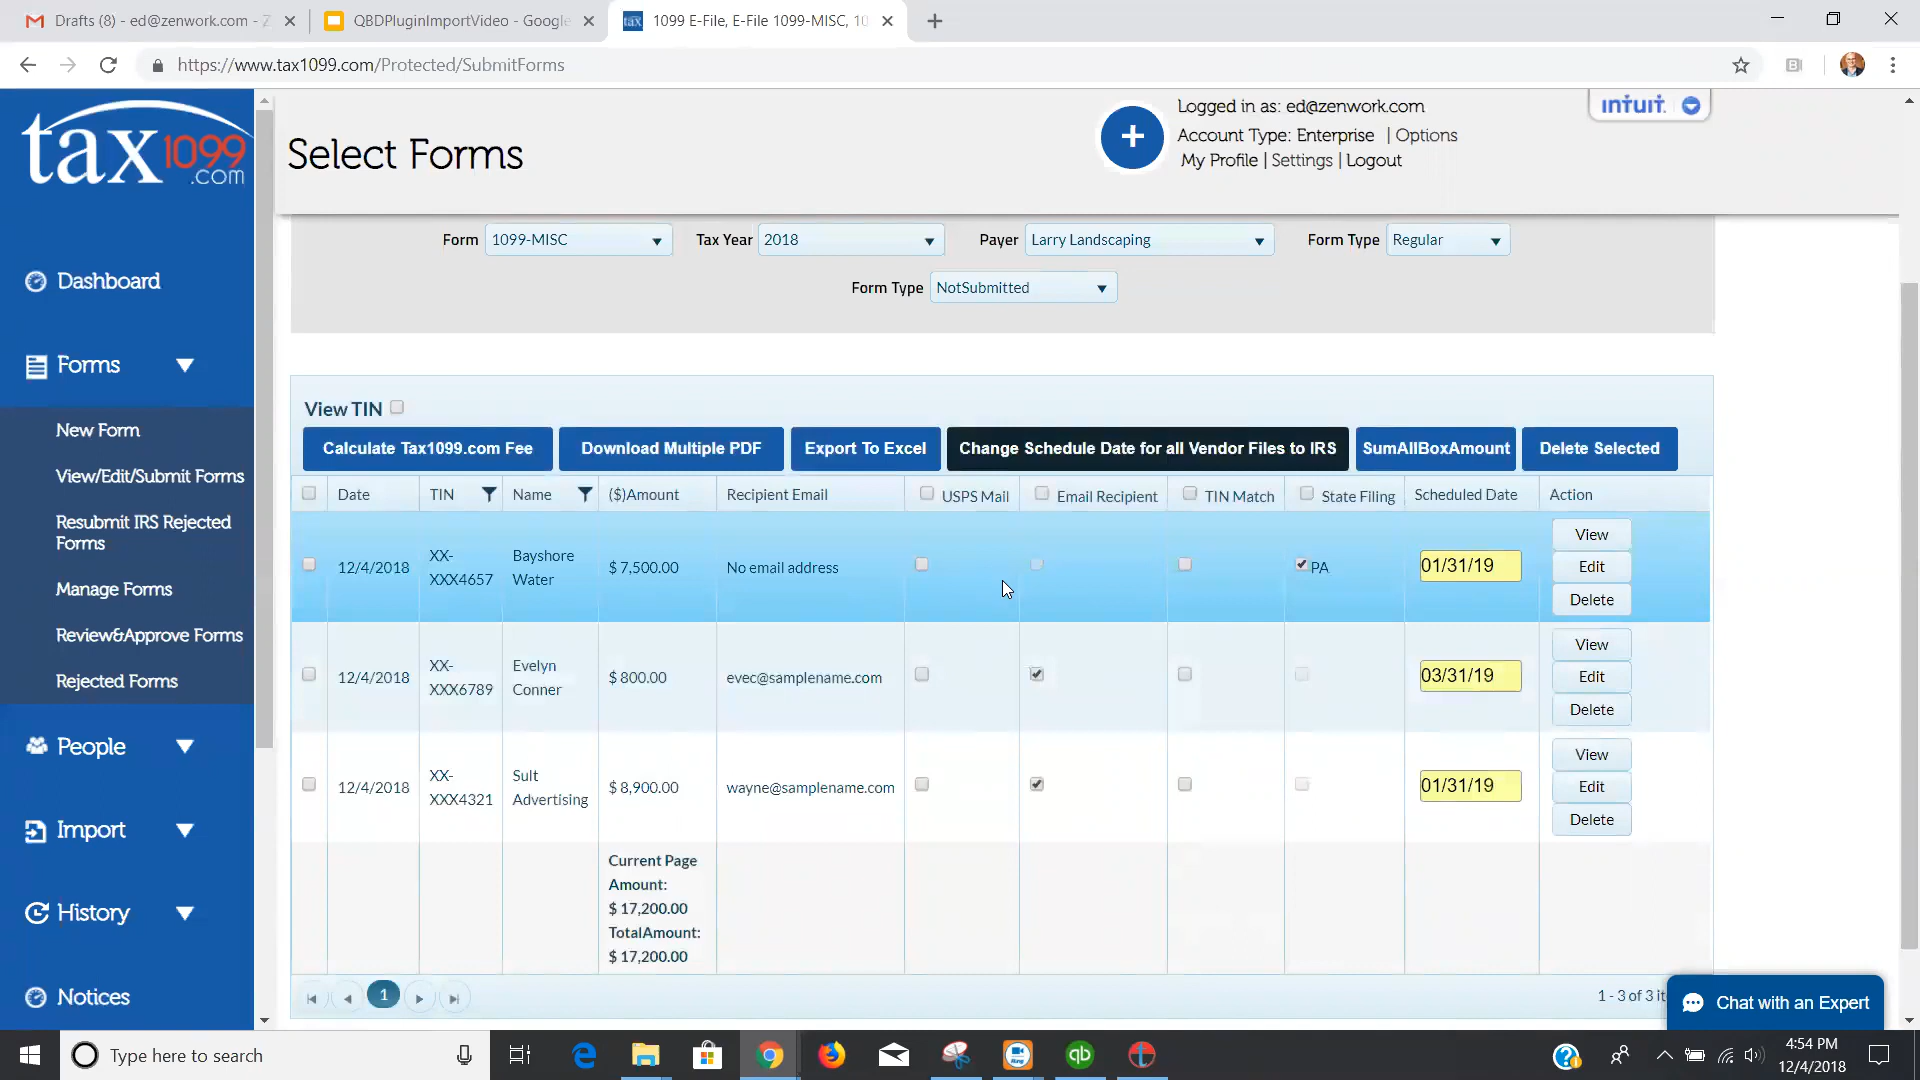 Drafts (8) - ed@zenwork.com - Z
QBDPluginImportVideo - Google
tax 1099 E-File, E-File 1099-MISC, 10
https://www.tax1099.com/Protected/SubmitForms
tax1099.com
Select Forms
Logged in as: ed@zenwork.com
Account Type: Enterprise | Options
My Profile | Settings | Logout
intuit.
Dashboard
Forms
New Form
View/Edit/Submit Forms
Resubmit IRS Rejected
Forms
Manage Forms
Review&Approve Forms
Rejected Forms
People
Import
History
Notices
Form 1099-MISC Tax Year 2018 Payer Larry Landscaping Form Type Regular
Form Type NotSubmitted
View TIN
Calculate Tax1099.com Fee Download Multiple PDF Export To Excel Change Schedule Date for all Vendor Files to IRS SumAllBoxAmount Delete Selected
Date TIN Name ($)Amount Recipient Email USPS Mail Email Recipient TIN Match State Filing Scheduled Date Action
12/4/2018 XX-XXX4657 Bayshore Water $ 7,500.00 No email address PA 01/31/19 View Edit Delete
12/4/2018 XX-XXX6789 Evelyn Conner $ 800.00 evec@samplename.com 03/31/19 View Edit Delete
12/4/2018 XX-XXX4321 Sult Advertising $ 8,900.00 wayne@samplename.com 01/31/19 View Edit Delete
Current Page
Amount:
$ 17,200.00
TotalAmount:
$ 17,200.00
1
1 - 3 of 3 it
Chat with an Expert
Type here to search
4:54 PM
12/4/2018